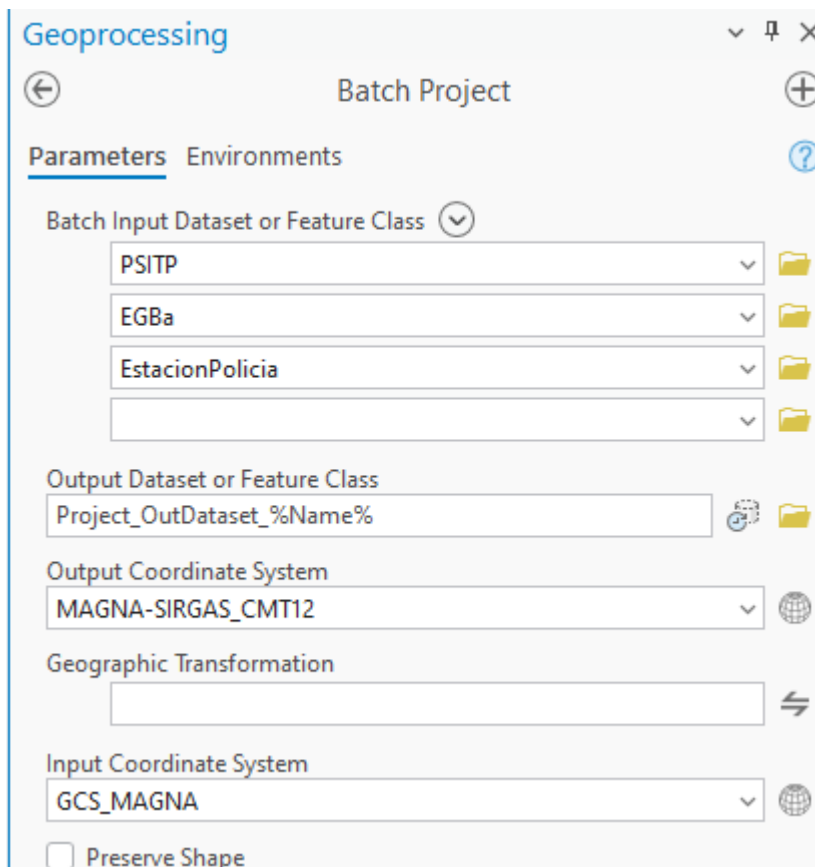 Geoprocessing
Batch Project
Parameters Environments
Batch Input Dataset or Feature Class
PSITP
EGBa
EstacionPolicia
Output Dataset or Feature Class
Project_OutDataset_%Name%
Output Coordinate System
MAGNA-SIRGAS_CMT12
Geographic Transformation
Input Coordinate System
GCS_MAGNA
Preserve Shape